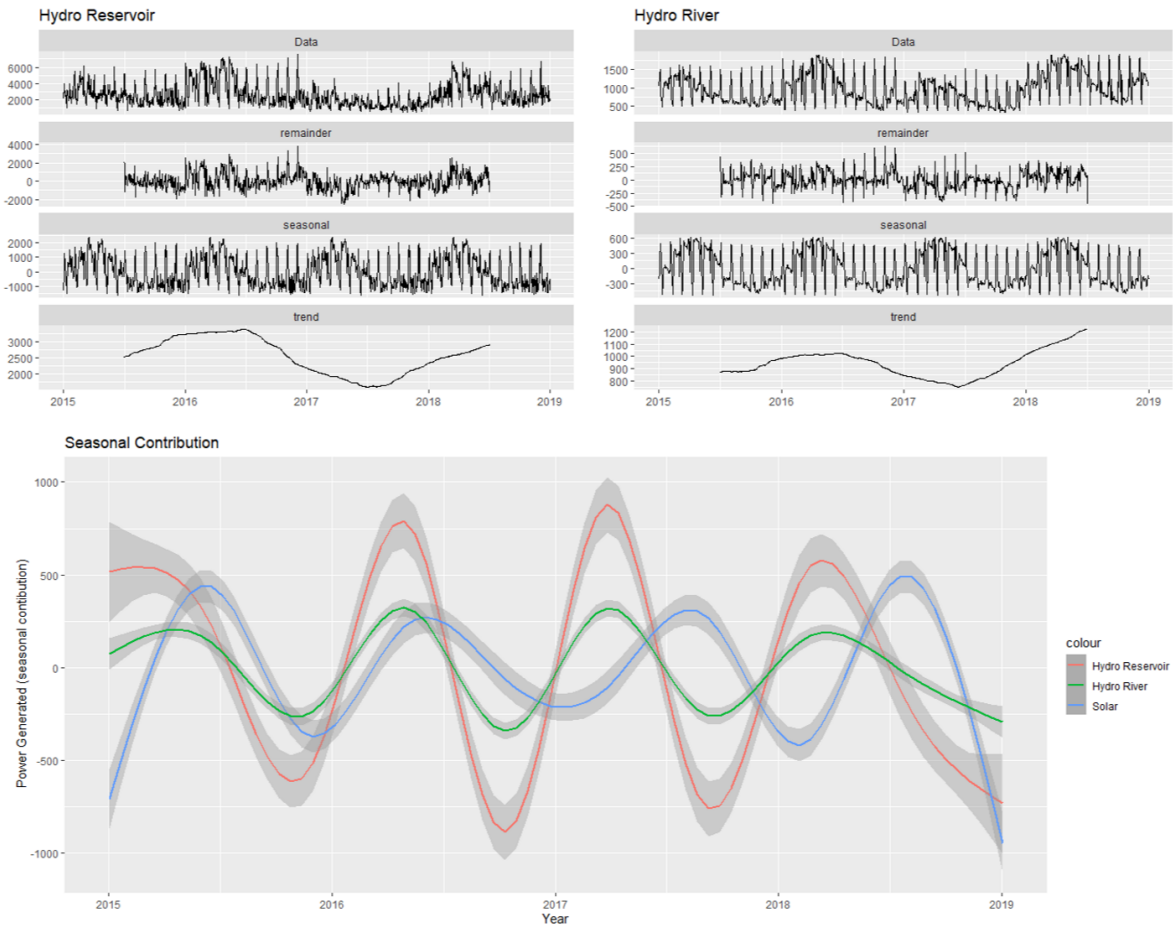 Hydro Reservoir
Data
6000
4000
2000
remainder
4000
2000
0
-2000
seasonal
2000
1000
0
-1000
trend
3000
2500
2000
2015 2016 2017 2018 2019
Hydro River
Data
1500
1000
500
remainder
500
250
0
-250
-500
seasonal
600
300
0
-300
trend
1200
1100
1000
900
800
2015 2016 2017 2018 2019
Seasonal Contribution
Power Generated (seasonal contibution)
1000
500
0
-500
-1000
2015 2016 2017 2018 2019
Year
colour
Hydro Reservoir
Hydro River
Solar